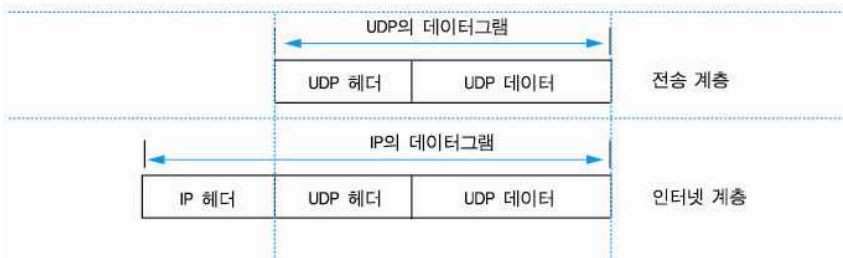 UDP의 데이터그램
UDP 헤더 UDP 데이터 전송 계층
IP의 데이터그램
IP 헤더 UDP 헤더 UDP 데이터 인터넷 계층